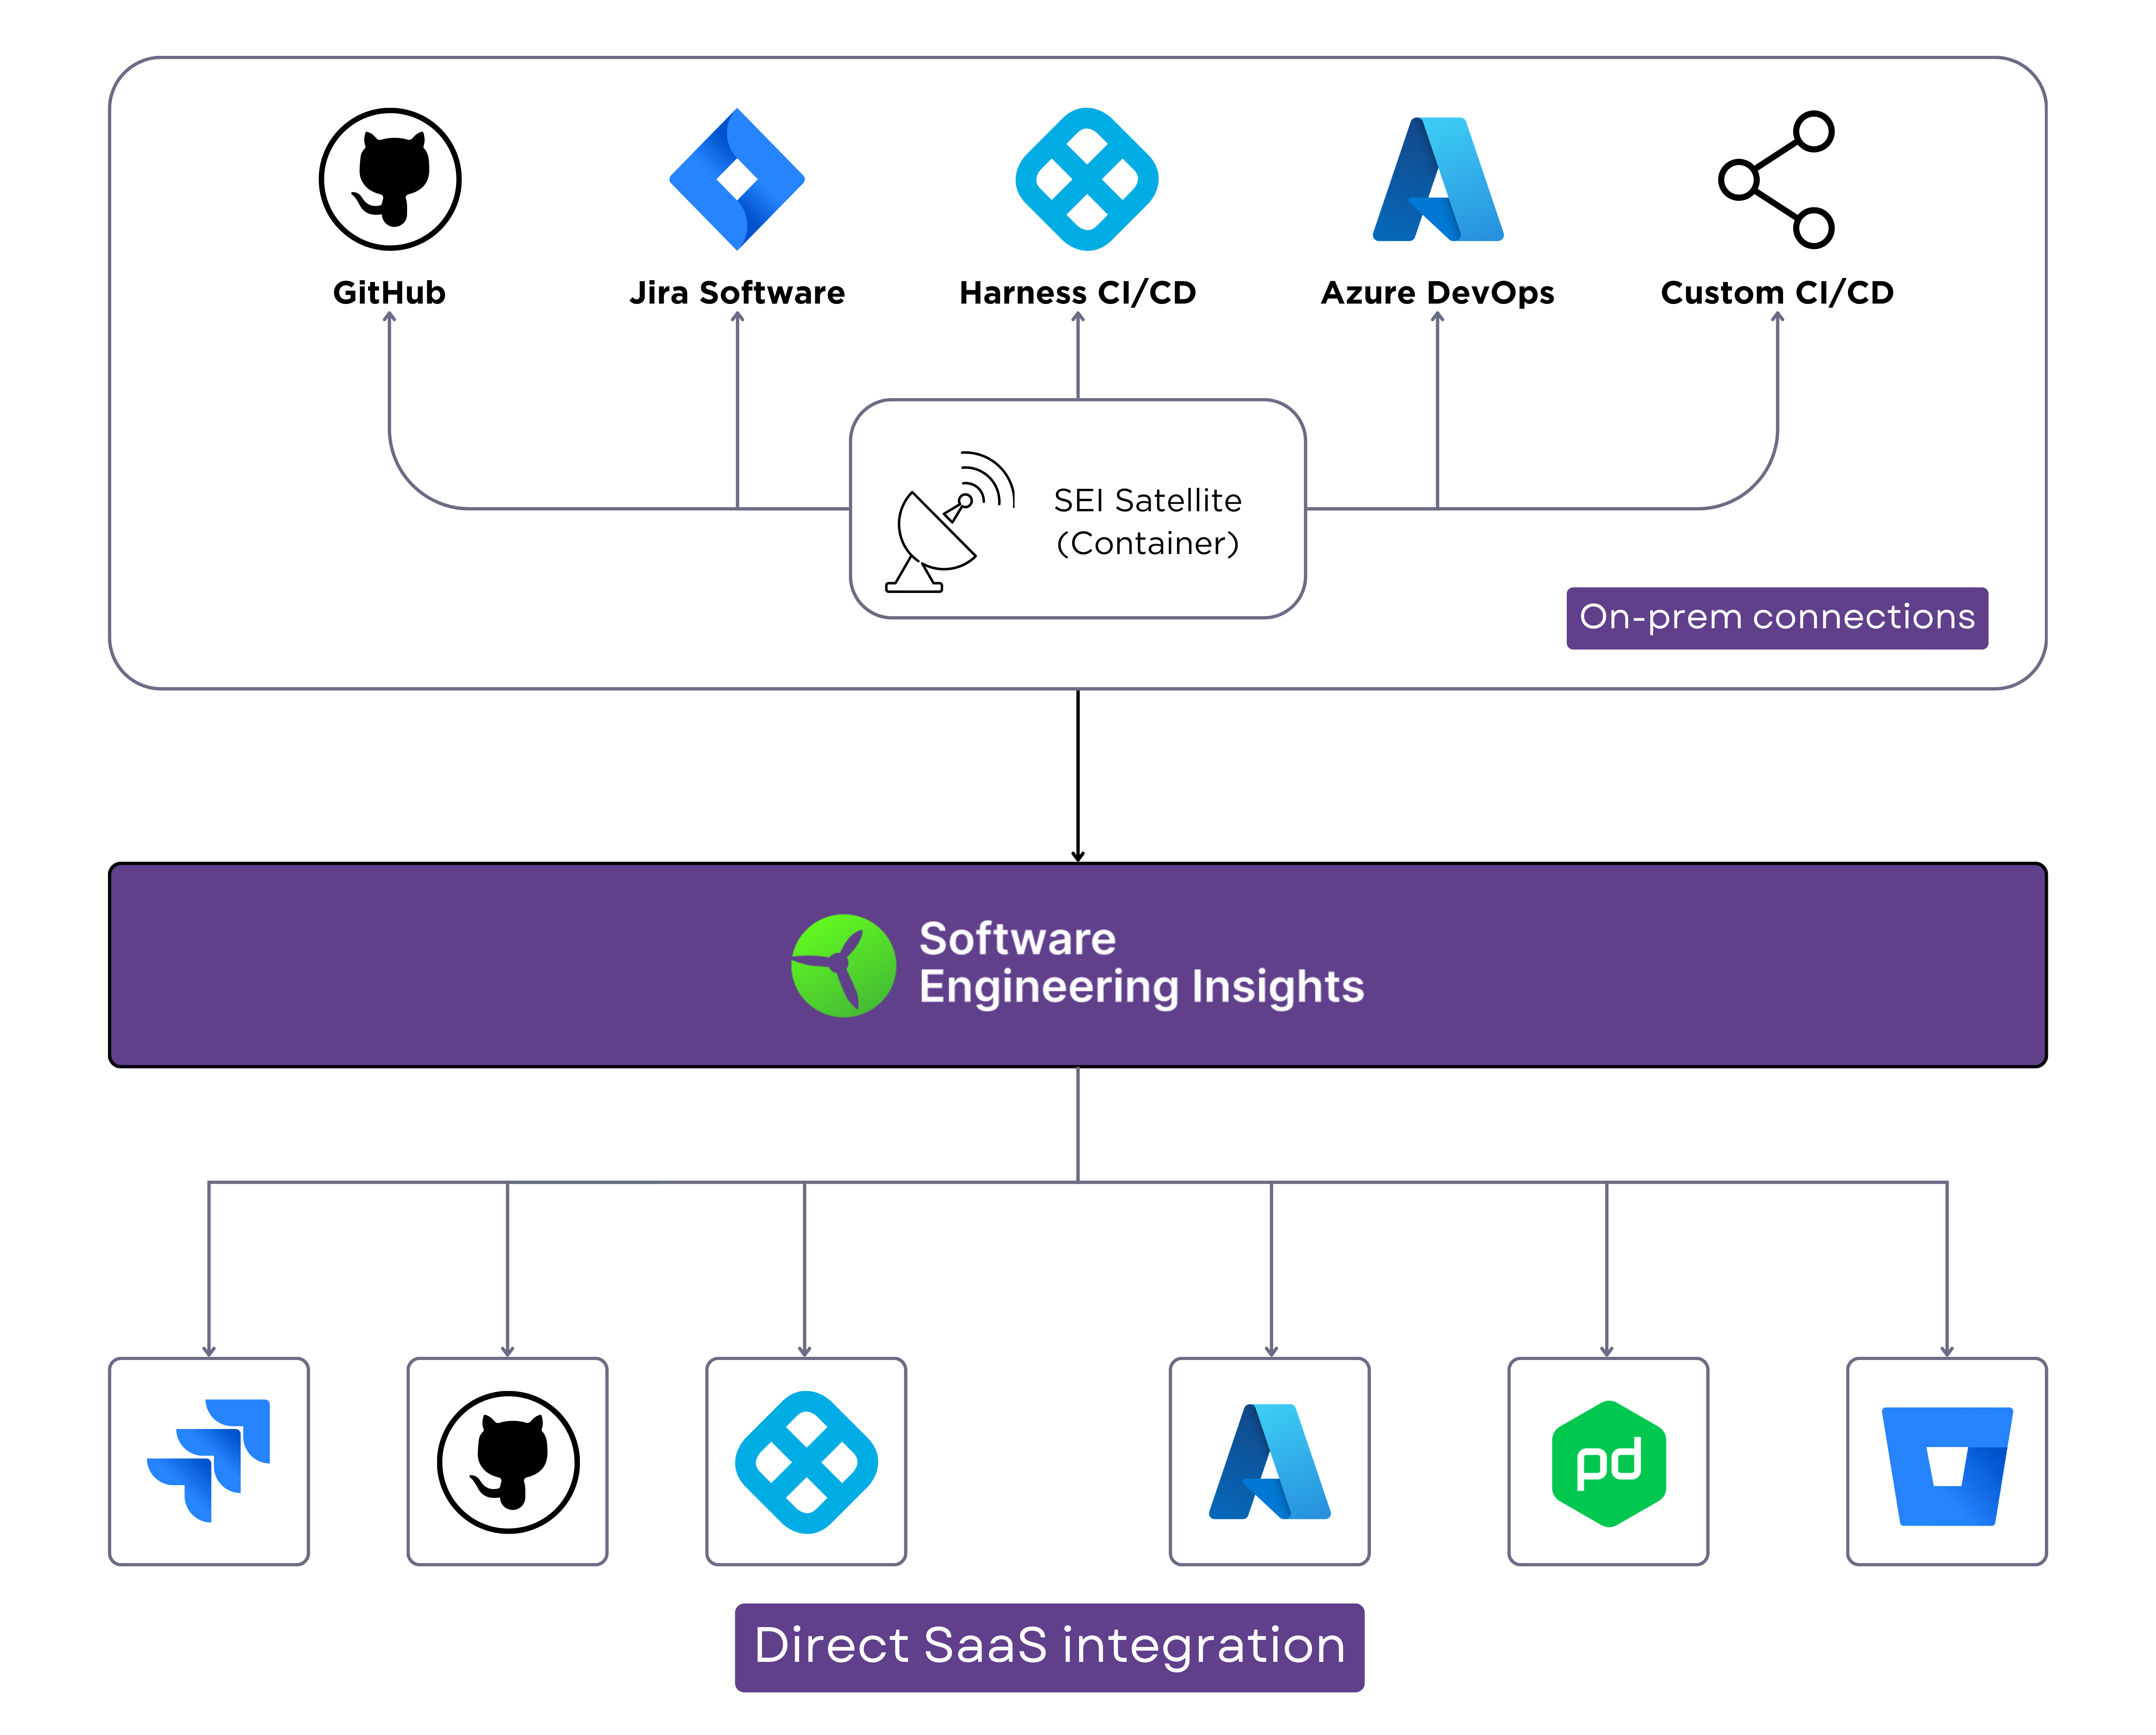 GitHub
Jira Software
Harness CI/CD
Azure DevOps
Custom CI/CD
SEI Satellite
(Container)
On-prem connections
Software
Engineering Insights
pd
Direct SaaS integration